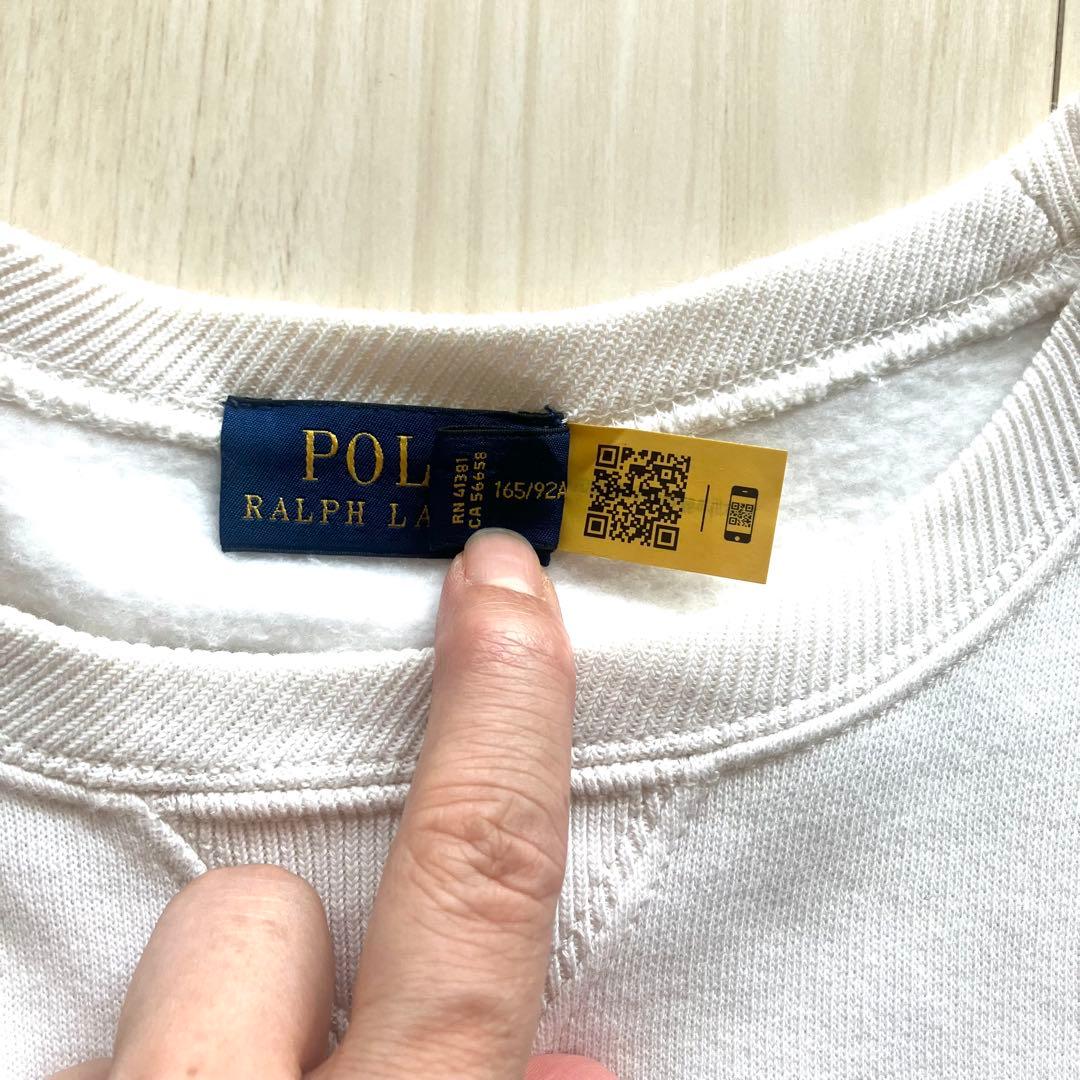 POL
RALPH LA
RN 41381
CA 56658
165/92A